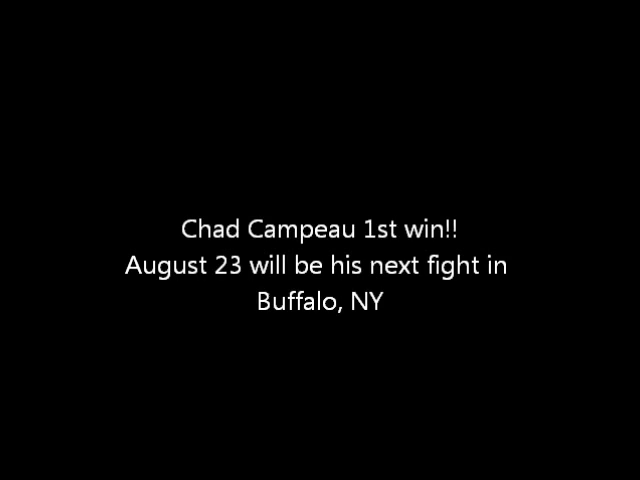 Chad Campeau 1st win!!
August 23 will be his next fight in
Buffalo, NY